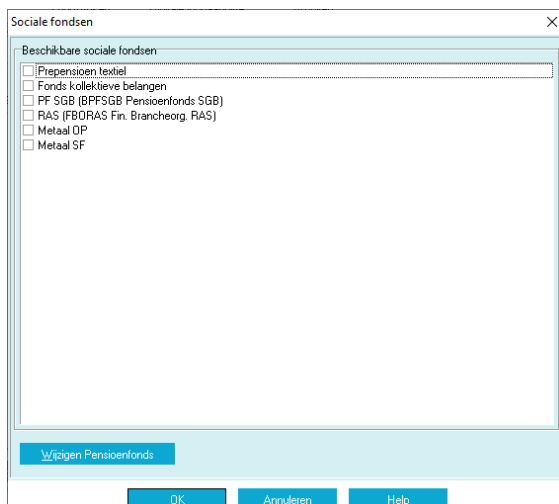 Sociale fondsen
Beschikbare sociale fondsen
Prepensioen textiel
Fonds kollektieve belangen
PF SGB (BPFSGB Pensioenfonds SGB)
RAS (FBORAS Fin. Brancheorg. RAS)
Metaal OP
Metaal SF
Wijzigen Pensioenfonds
OK Annuleren Help